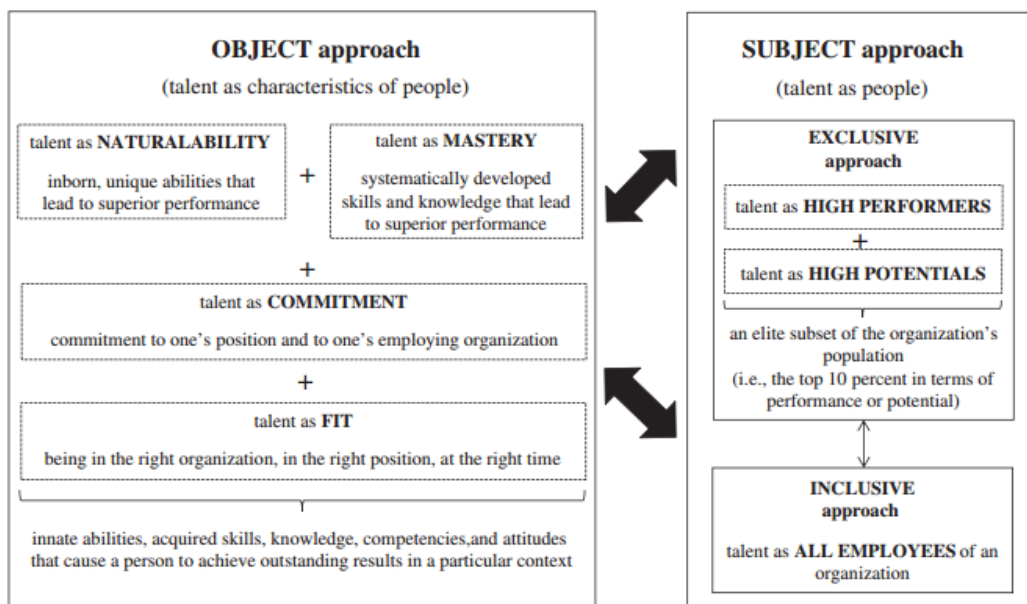 OBJECT approach
(talent as characteristics of people)
talent as NATURALABILITY
inborn, unique abilities that
lead to superior performance
+
talent as MASTERY
systematically developed
skills and knowledge that lead
to superior performance
+
talent as COMMITMENT
commitment to one's position and to one's employing organization
+
talent as FIT
being in the right organization, in the right position, at the right time
innate abilities, acquired skills, knowledge, competencies,and attitudes
that cause a person to achieve outstanding results in a particular context
SUBJECT approach
(talent as people)
EXCLUSIVE
approach
talent as HIGH PERFORMERS
+
talent as HIGH POTENTIALS
an elite subset of the organization's
population
(i.e., the top 10 percent in terms of
performance or potential)
INCLUSIVE
approach
talent as ALL EMPLOYEES of an
organization